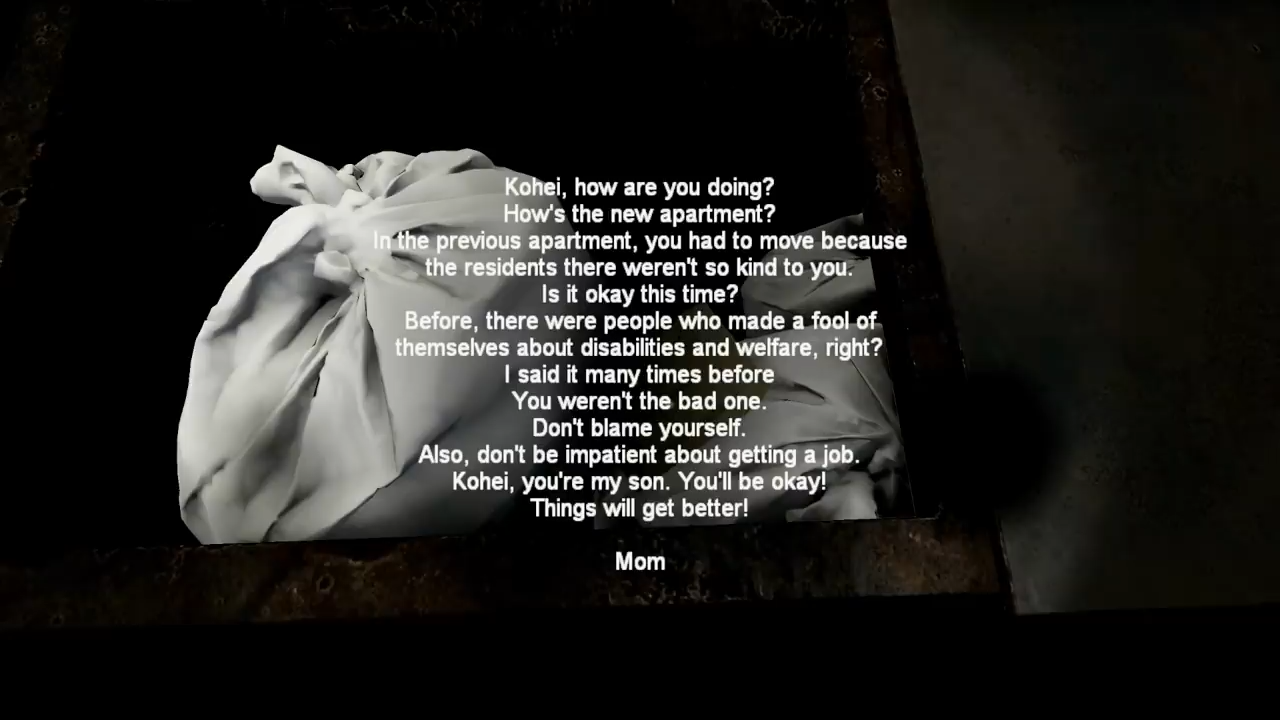 Kohei, how are you doing?
How's the new apartment?
In the previous apartment, you had to move because
the residents there weren't so kind to you.
Is it okay this time?
Before, there were people who made a fool of
themselves about disabilities and welfare, right?
I said it many times before
You weren't the bad one.
Don't blame yourself.
Also, don't be impatient about getting a job.
Kohei, you're my son. You'll be okay!
Things will get better!
Mom